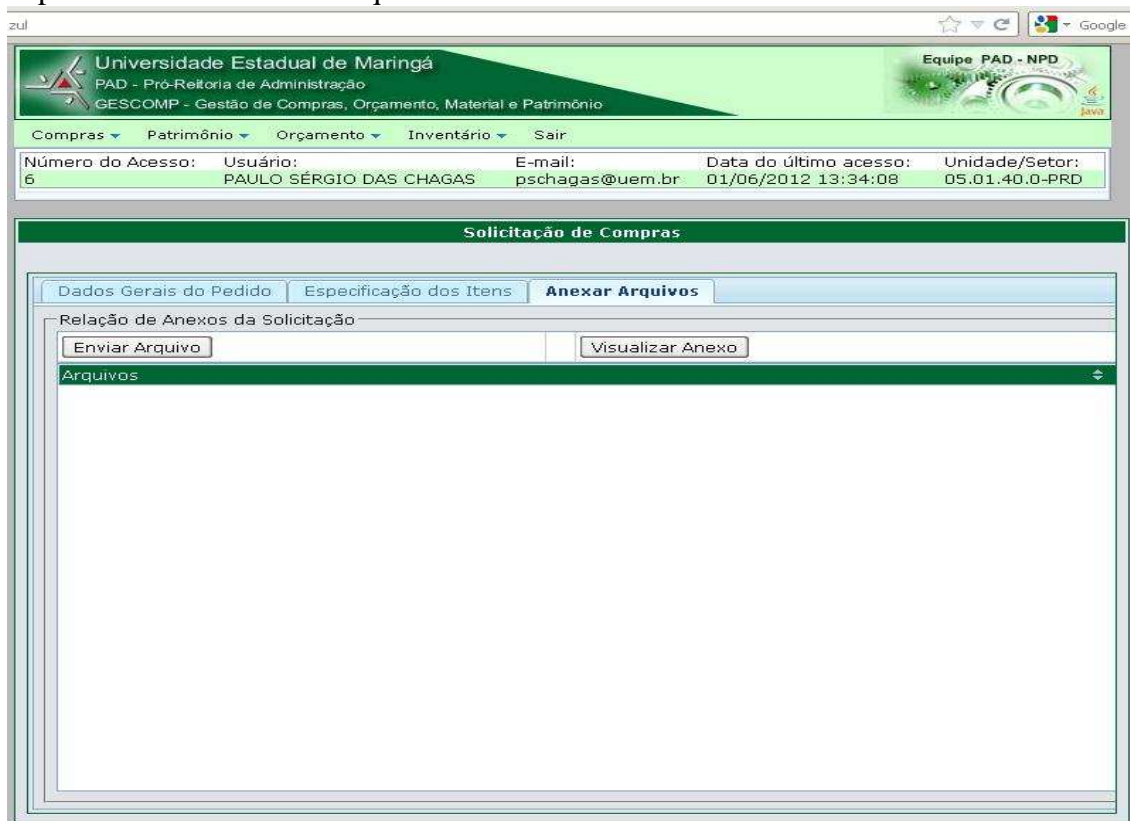 zul
Google
Universidade Estadual de Maringá
PAD - Pró-Reitoria de Administração
GESCOMP - Gestão de Compras, Orçamento, Material e Patrimônio
Equipe PAD - NPD
Java
Compras Patrimônio Orçamento Inventário Sair
Número do Acesso: Usuário: E-mail: Data do último acesso: Unidade/Setor:
6 PAULO SÉRGIO DAS CHAGAS pschagas@uem.br 01/06/2012 13:34:08 05.01.40.0-PRD
Solicitação de Compras
Dados Gerais do Pedido Especificação dos Itens Anexar Arquivos
Relação de Anexos da Solicitação
Enviar Arquivo Visualizar Anexo
Arquivos